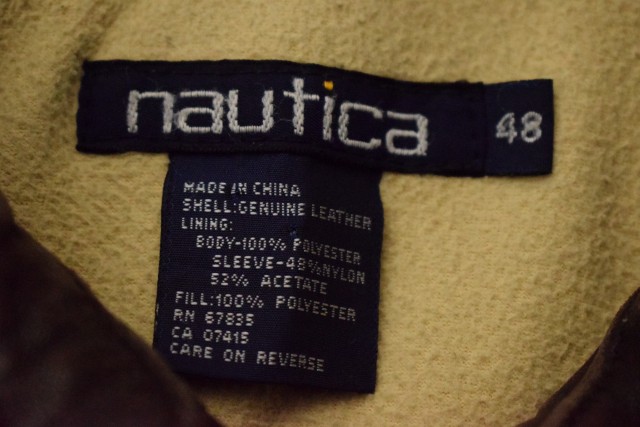 nautica 48
MADE IN CHINA
SHELL:GENUINE LEATHER
LINING:
BODY-100% POLYESTER
SLEEVE-48%NYLON
52% ACETATE
FILL:100% POLYESTER
RN 67835
CA 07415
CARE ON REVERSE